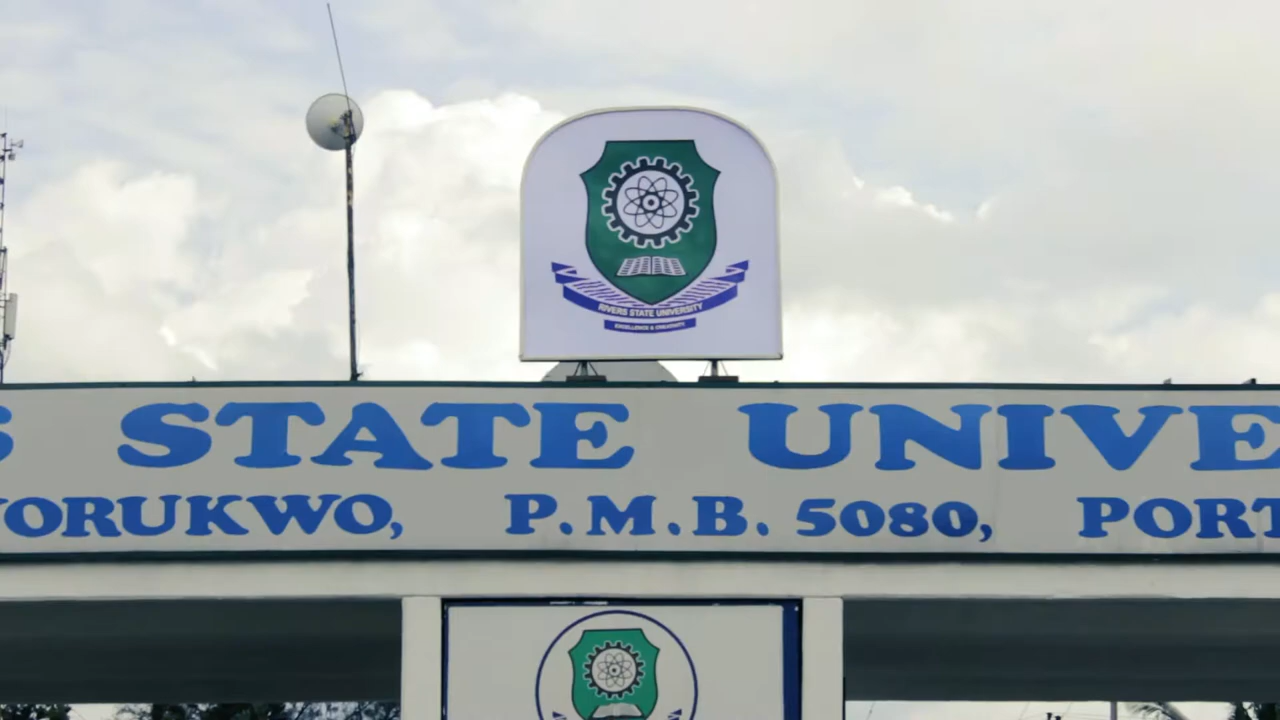 RIVERS STATE UNIVERSITY
EXCELLENCE & CREATIVITY
S STATE UNIVE
ORUKWO, P.M.B. 5080, PORT